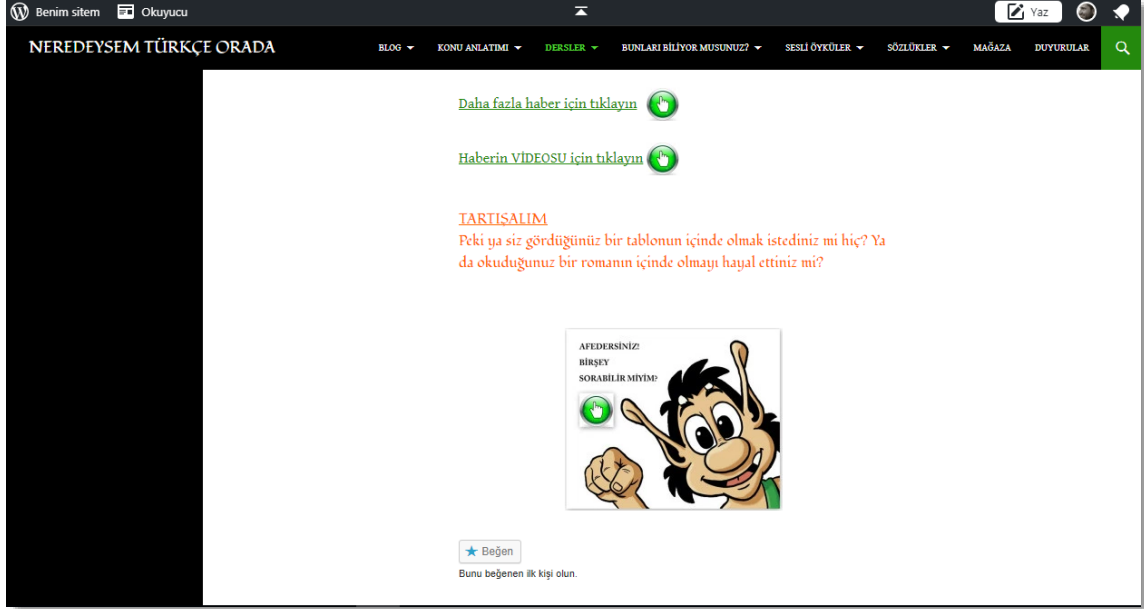 Benim sitem Okuyucu Yaz
NEREDEYSEM TÜRKÇE ORADA BLOG KONU ANLATIMI DERSLER BUNLARI BİLİYOR MUSUNUZ? SESLİ ÖYKÜLER SÖZLÜKLER MAĞAZA DUYURULAR
Daha fazla haber için tıklayın
Haberin VİDEOSU için tıklayın
TARTIŞALIM
Peki ya siz gördüğünüz bir tablonun içinde olmak istediniz mi hiç? Ya
da okuduğunuz bir romanın içinde olmayı hayal ettiniz mi?
AFEDERSİNİZ!
BİRŞEY
SORABİLİR MİYİM?
Beğen
Bunu beğenen ilk kişi olun.